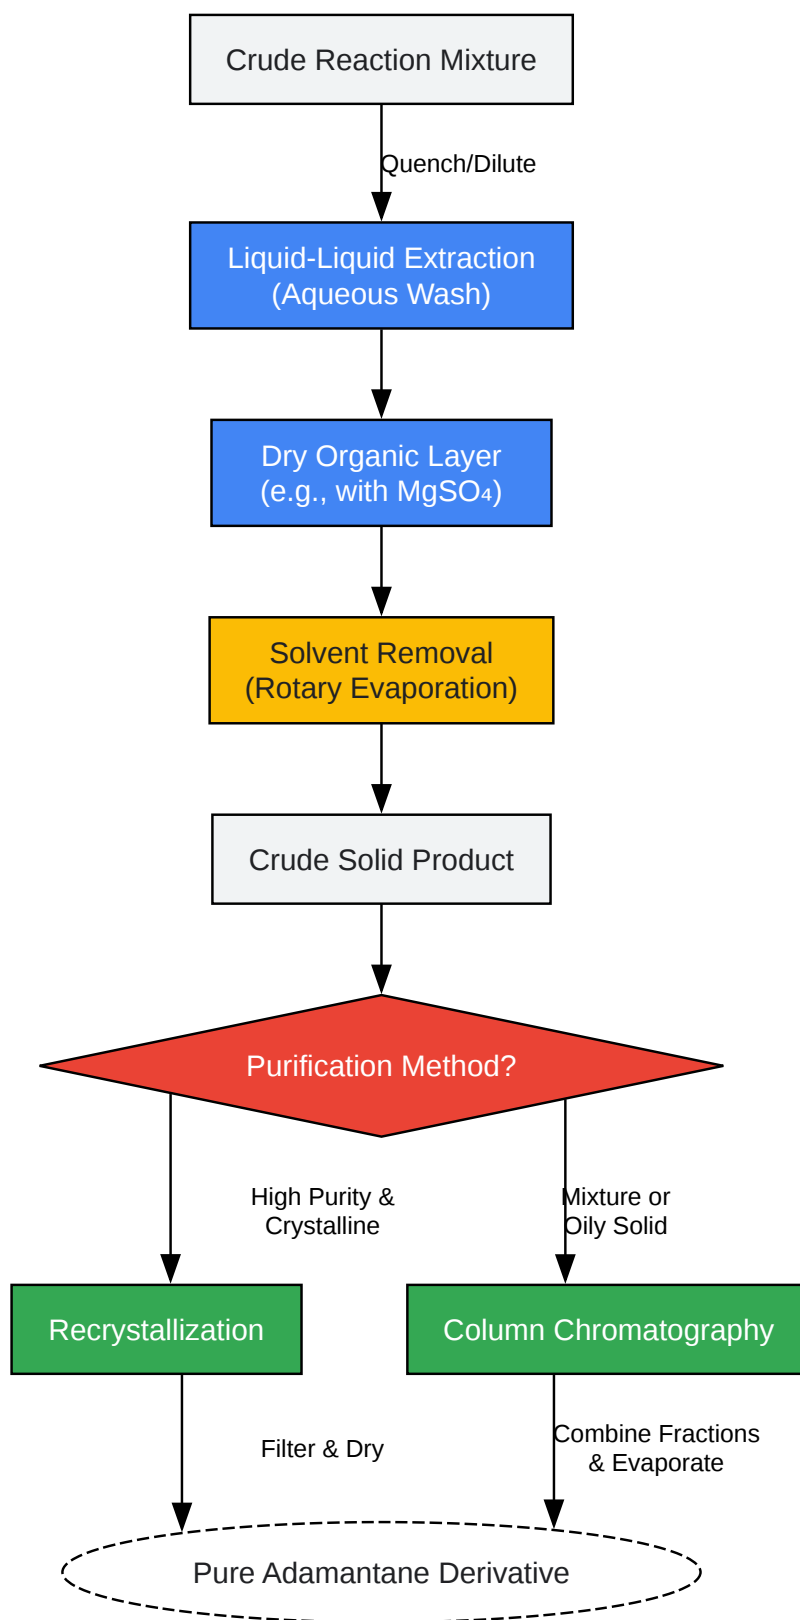 Crude Reaction Mixture
Quench/Dilute
Liquid-Liquid Extraction
(Aqueous Wash)
Dry Organic Layer
(e.g., with MgSO₄)
Solvent Removal
(Rotary Evaporation)
Crude Solid Product
Purification Method?
High Purity &
Crystalline
Mixture or
Oily Solid
Recrystallization
Column Chromatography
Filter & Dry
Combine Fractions
& Evaporate
Pure Adamantane Derivative